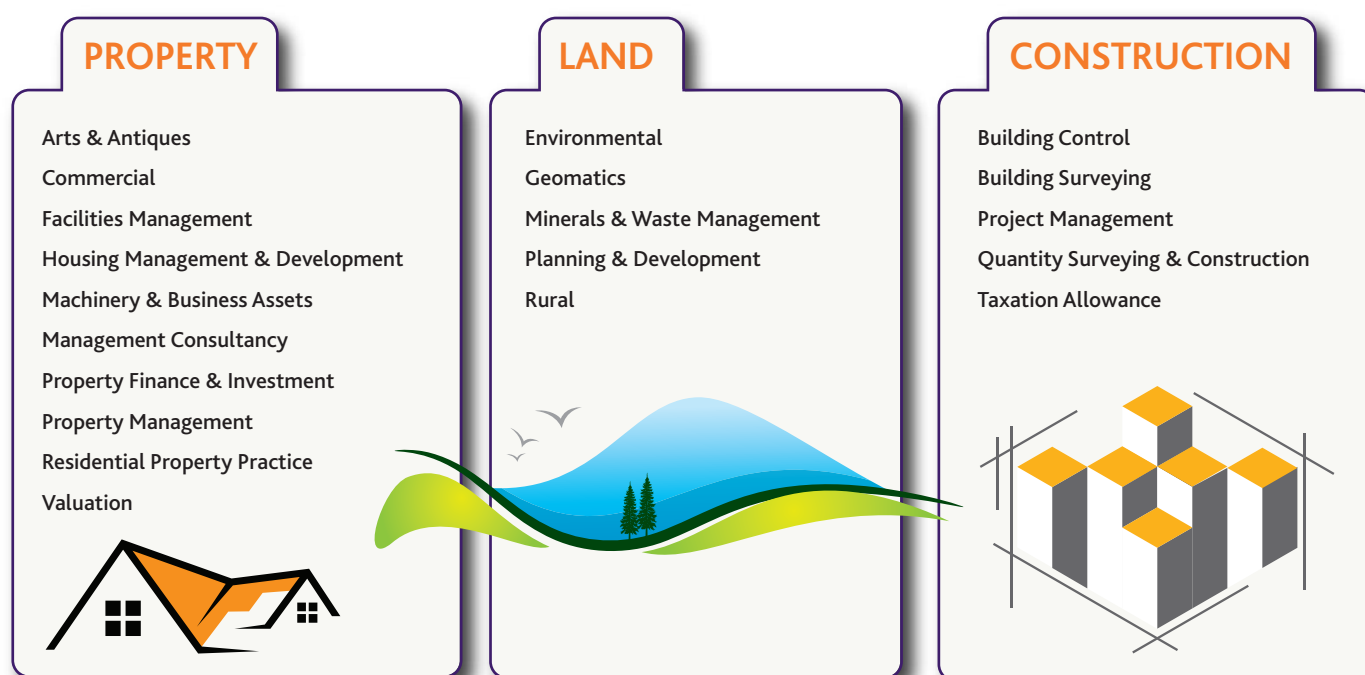 PROPERTY
Arts & Antiques
Commercial
Facilities Management
Housing Management & Development
Machinery & Business Assets
Management Consultancy
Property Finance & Investment
Property Management
Residential Property Practice
Valuation
LAND
Environmental
Geomatics
Minerals & Waste Management
Planning & Development
Rural
CONSTRUCTION
Building Control
Building Surveying
Project Management
Quantity Surveying & Construction
Taxation Allowance